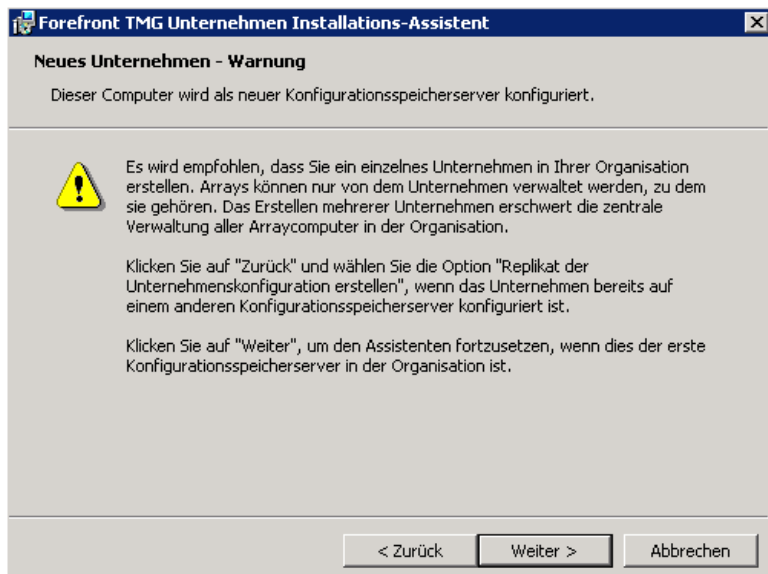 Forefront TMG Unternehmen Installations-Assistent
Neues Unternehmen - Warnung
Dieser Computer wird als neuer Konfigurationsspeicherserver konfiguriert.
Es wird empfohlen, dass Sie ein einzelnes Unternehmen in Ihrer Organisation
erstellen. Arrays können nur von dem Unternehmen verwaltet werden, zu dem
sie gehören. Das Erstellen mehrerer Unternehmen erschwert die zentrale
Verwaltung aller Arraycomputer in der Organisation.
Klicken Sie auf "Zurück" und wählen Sie die Option "Replikat der
Unternehmenskonfiguration erstellen", wenn das Unternehmen bereits auf
einem anderen Konfigurationsspeicherserver konfiguriert ist.
Klicken Sie auf "Weiter", um den Assistenten fortzusetzen, wenn dies der erste
Konfigurationsspeicherserver in der Organisation ist.
< Zurück
Weiter >
Abbrechen